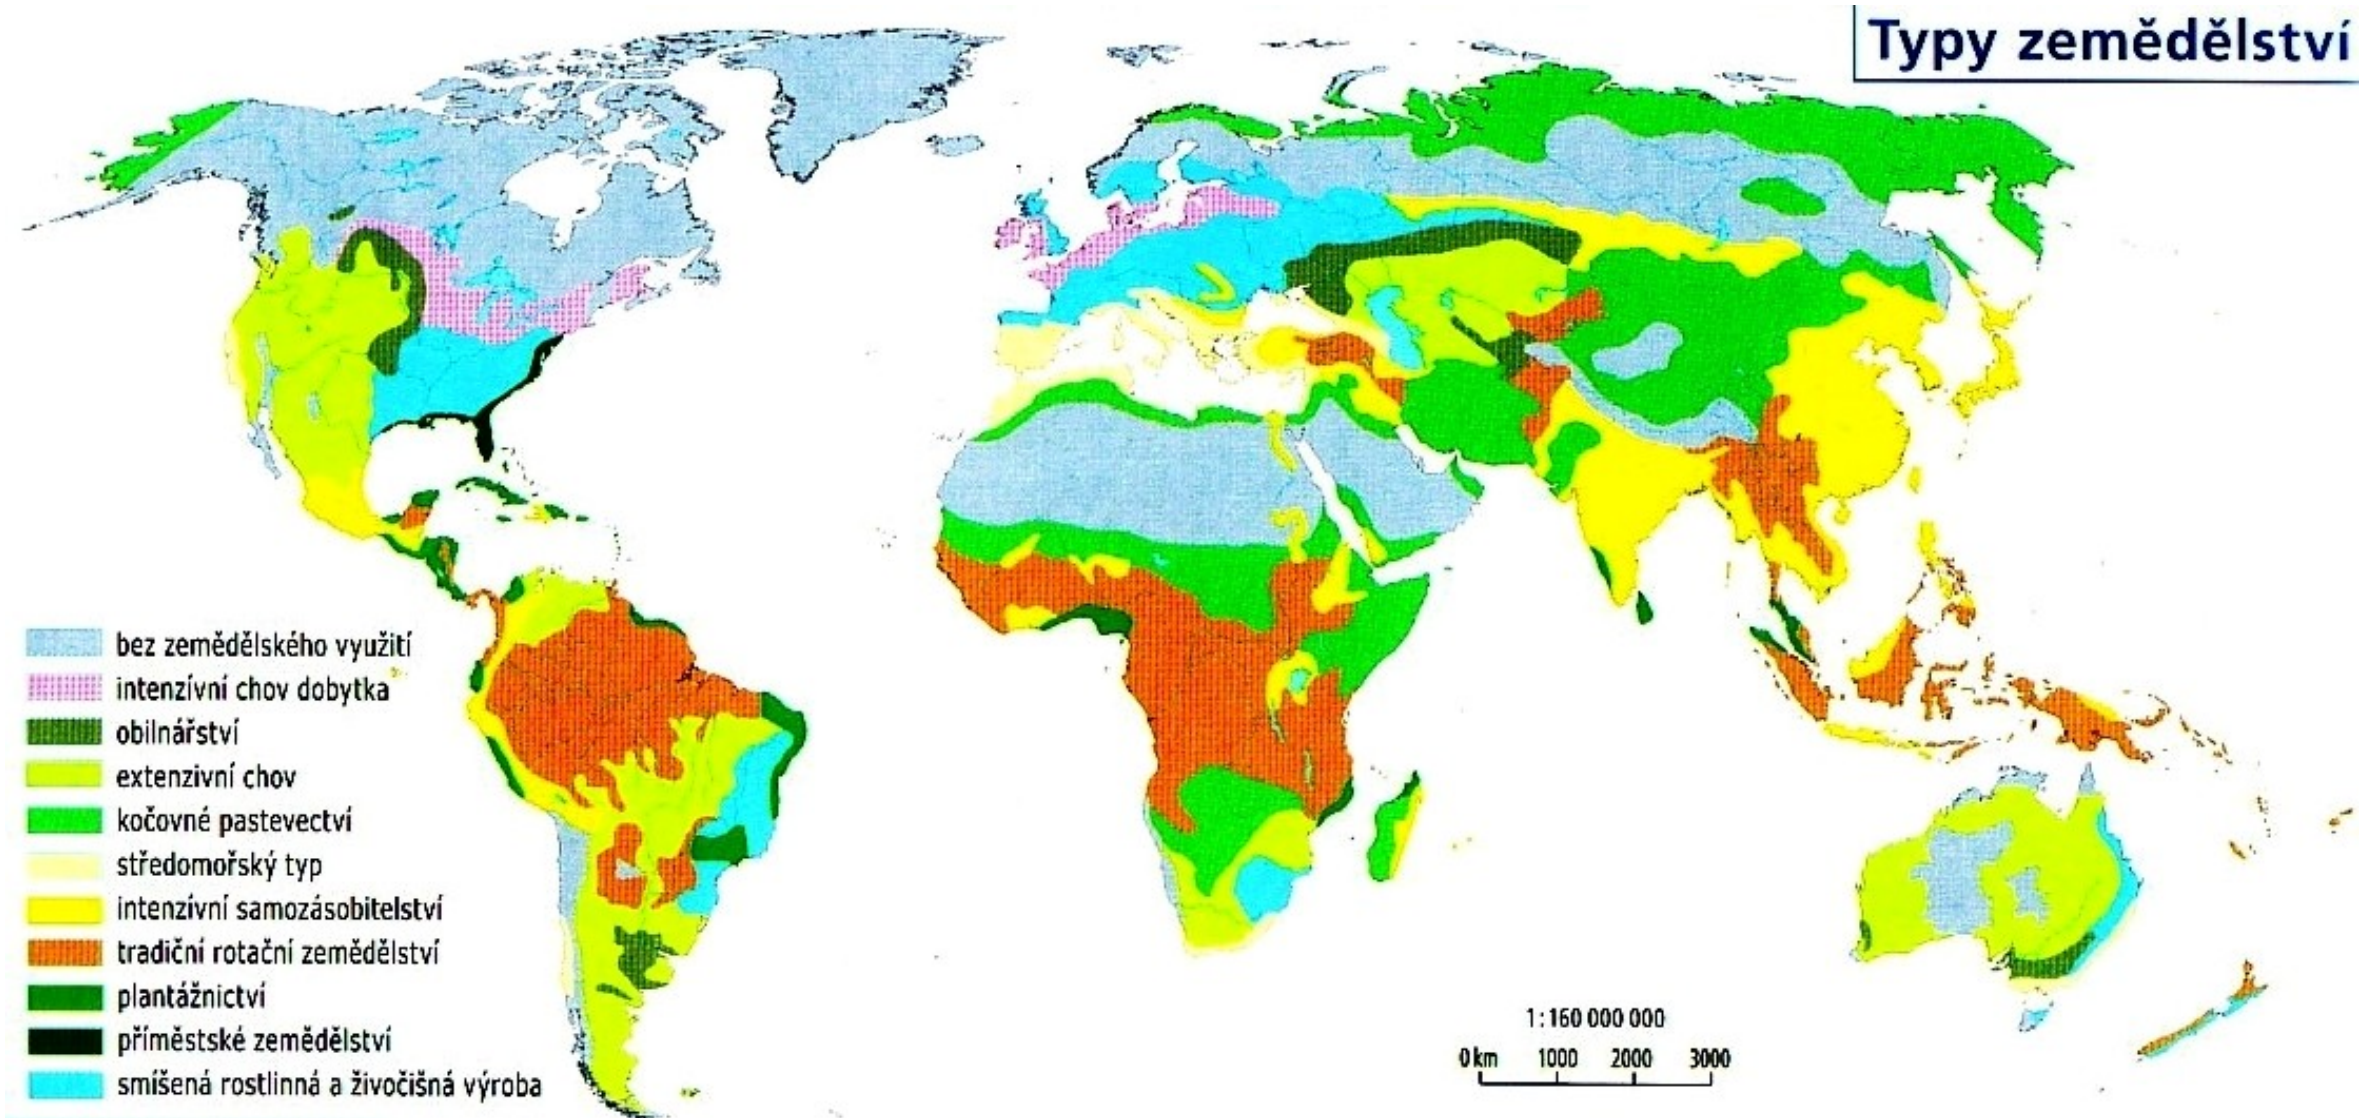 Typy zemědělství
bez zemědělského využití
intenzívní chov dobytka
obilnářství
extenzivní chov
kočovné pastevectví
středomořský typ
intenzívní samozásobitelství
tradiční rotační zemědělství
plantážnictví
příměstské zemědělství
smíšená rostlinná a živočišná výroba
1:160 000 000
0 km 1000 2000 3000